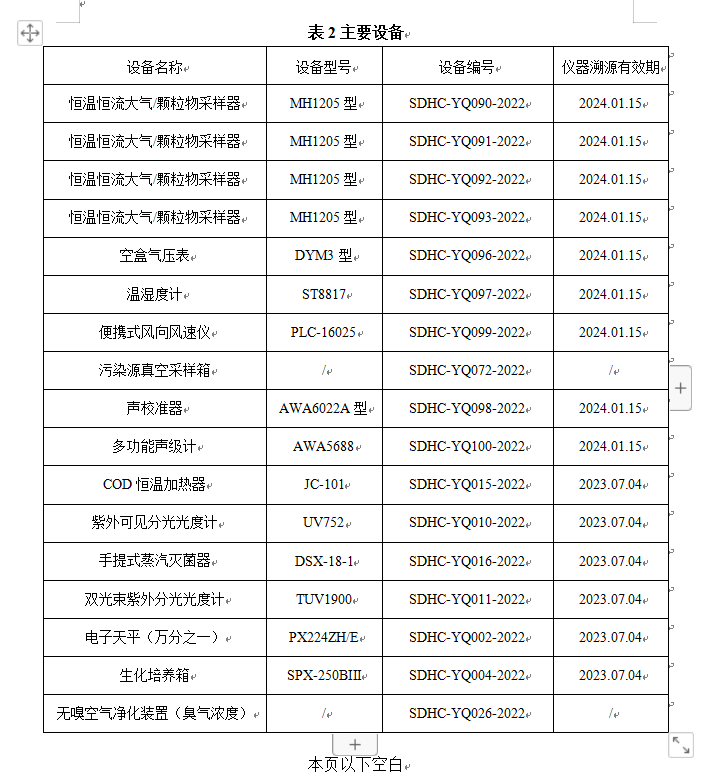 表 2 主要设备
设备名称 设备型号 设备编号 仪器溯源有效期
恒温恒流大气/颗粒物采样器 MH1205 型 SDHC-YQ090-2022 2024.01.15
恒温恒流大气/颗粒物采样器 MH1205 型 SDHC-YQ091-2022 2024.01.15
恒温恒流大气/颗粒物采样器 MH1205 型 SDHC-YQ092-2022 2024.01.15
恒温恒流大气/颗粒物采样器 MH1205 型 SDHC-YQ093-2022 2024.01.15
空盒气压表 DYM3 型 SDHC-YQ096-2022 2024.01.15
温湿度计 ST8817 SDHC-YQ097-2022 2024.01.15
便携式风向风速仪 PLC-16025 SDHC-YQ099-2022 2024.01.15
污染源真空采样箱 / SDHC-YQ072-2022 /
声校准器 AWA6022A 型 SDHC-YQ098-2022 2024.01.15
多功能声级计 AWA5688 SDHC-YQ100-2022 2024.01.15
COD 恒温加热器 JC-101 SDHC-YQ015-2022 2023.07.04
紫外可见分光光度计 UV752 SDHC-YQ010-2022 2023.07.04
手提式蒸汽灭菌器 DSX-18-1 SDHC-YQ016-2022 2023.07.04
双光束紫外分光光度计 TUV1900 SDHC-YQ011-2022 2023.07.04
电子天平（万分之一） PX224ZH/E SDHC-YQ002-2022 2023.07.04
生化培养箱 SPX-250BIII SDHC-YQ004-2022 2023.07.04
无嗅空气净化装置（臭气浓度） / SDHC-YQ026-2022 /
本页以下空白